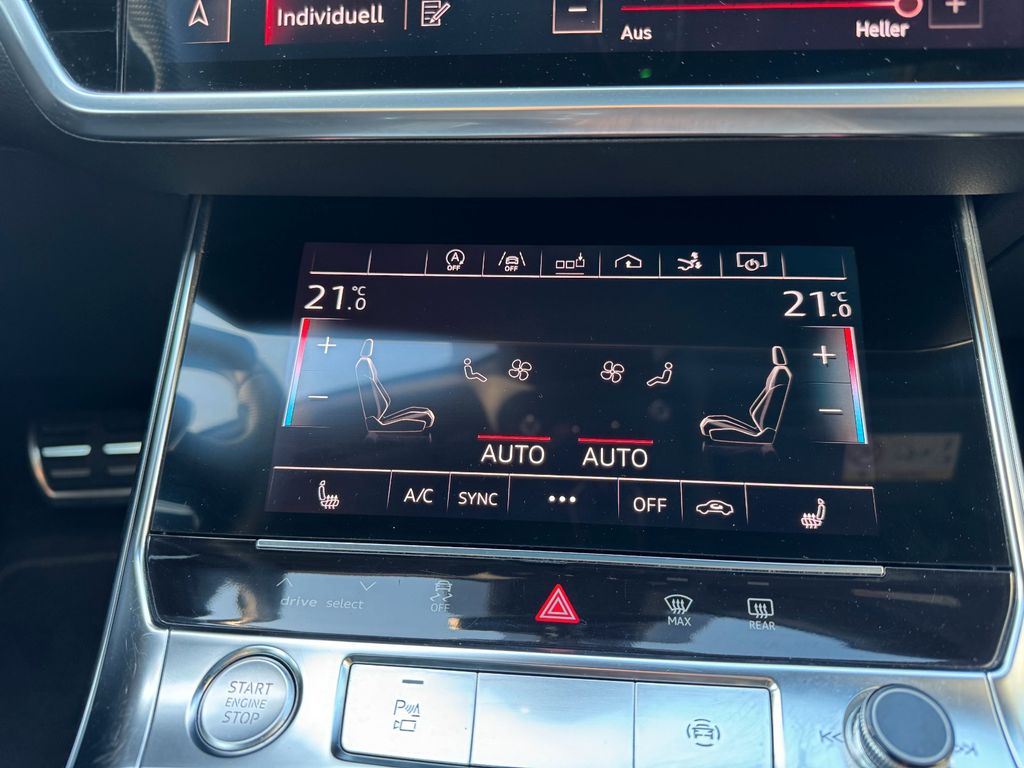 Individuell
Aus
Heller
A
OFF
OFF
21.0 °C
21.0 °C
AUTO
AUTO
A/C
SYNC
OFF
drive select
OFF
MAX
REAR
START
ENGINE
STOP
P